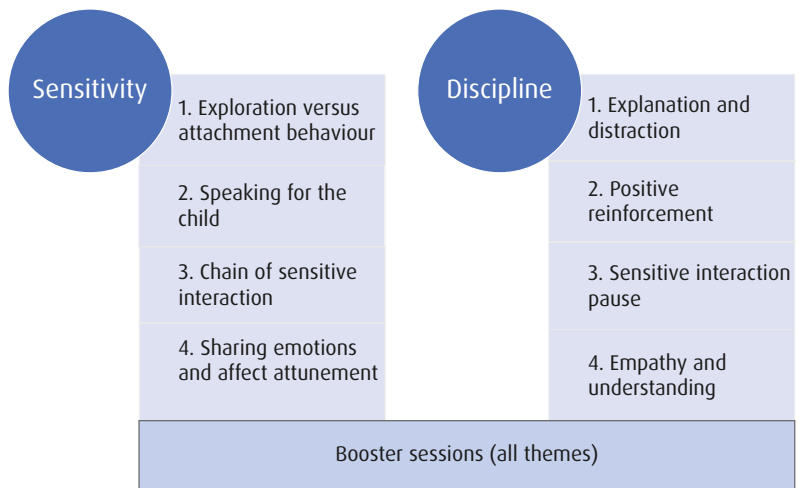 Sensitivity
1. Exploration versus
attachment behaviour
2. Speaking for the
child
3. Chain of sensitive
interaction
4. Sharing emotions
and affect attunement
Discipline
1. Explanation and
distraction
2. Positive
reinforcement
3. Sensitive interaction
pause
4. Empathy and
understanding
Booster sessions (all themes)